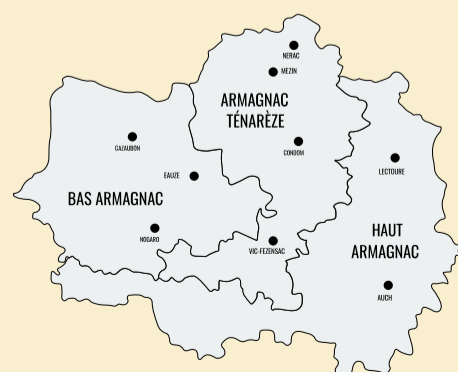 NERAC
MEZIN
ARMAGNAC
TÉNARÈZE
CAZAUBON
CONDOM
EAUZE
LECTOURE
BAS ARMAGNAC
NOGARO
VIC-FEZENSAC
HAUT
ARMAGNAC
AUCH